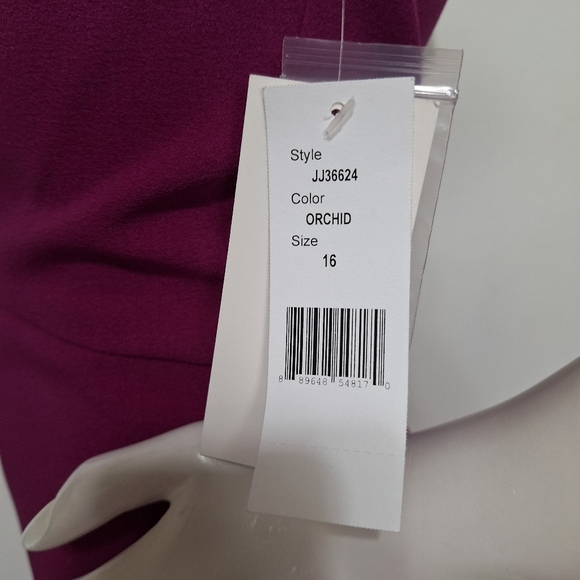 Style
JJ36624
Color
ORCHID
Size
16
8 89648 54817 0